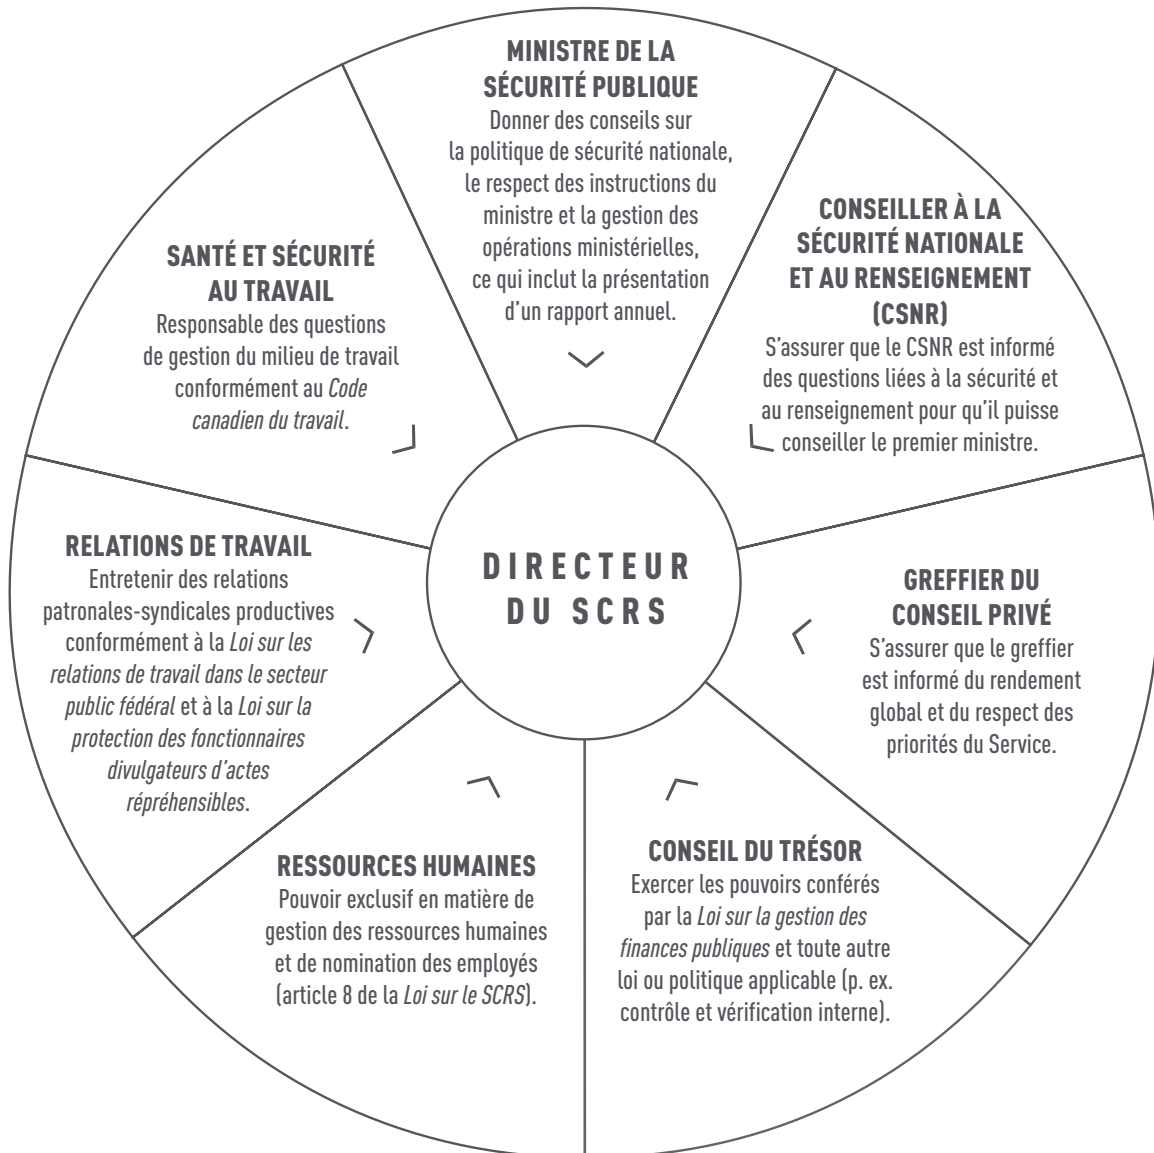 MINISTRE DE LA
SÉCURITÉ PUBLIQUE
Donner des conseils sur
la politique de sécurité nationale,
le respect des instructions du
ministre et la gestion des
opérations ministérielles,
ce qui inclut la présentation
d'un rapport annuel.
CONSEILLER À LA
SÉCURITÉ NATIONALE
ET AU RENSEIGNEMENT
(CSNR)
S'assurer que le CSNR est informé
des questions liées à la sécurité et
au renseignement pour qu'il puisse
conseiller le premier ministre.
GREFFIER DU
CONSEIL PRIVÉ
S'assurer que le greffier
est informé du rendement
global et du respect des
priorités du Service.
CONSEIL DU TRÉSOR
Exercer les pouvoirs conférés
par la Loi sur la gestion des
finances publiques et toute autre
loi ou politique applicable (p. ex.
contrôle et vérification interne).
RESSOURCES HUMAINES
Pouvoir exclusif en matière de
gestion des ressources humaines
et de nomination des employés
(article 8 de la Loi sur le SCRS).
RELATIONS DE TRAVAIL
Entretenir des relations
patronales-syndicales productives
conformément à la Loi sur les
relations de travail dans le secteur
public fédéral et à la Loi sur la
protection des fonctionnaires
divulgateurs d'actes
répréhensibles.
SANTÉ ET SÉCURITÉ
AU TRAVAIL
Responsable des questions
de gestion du milieu de travail
conformément au Code
canadien du travail.
DIRECTEUR
DU SCRS